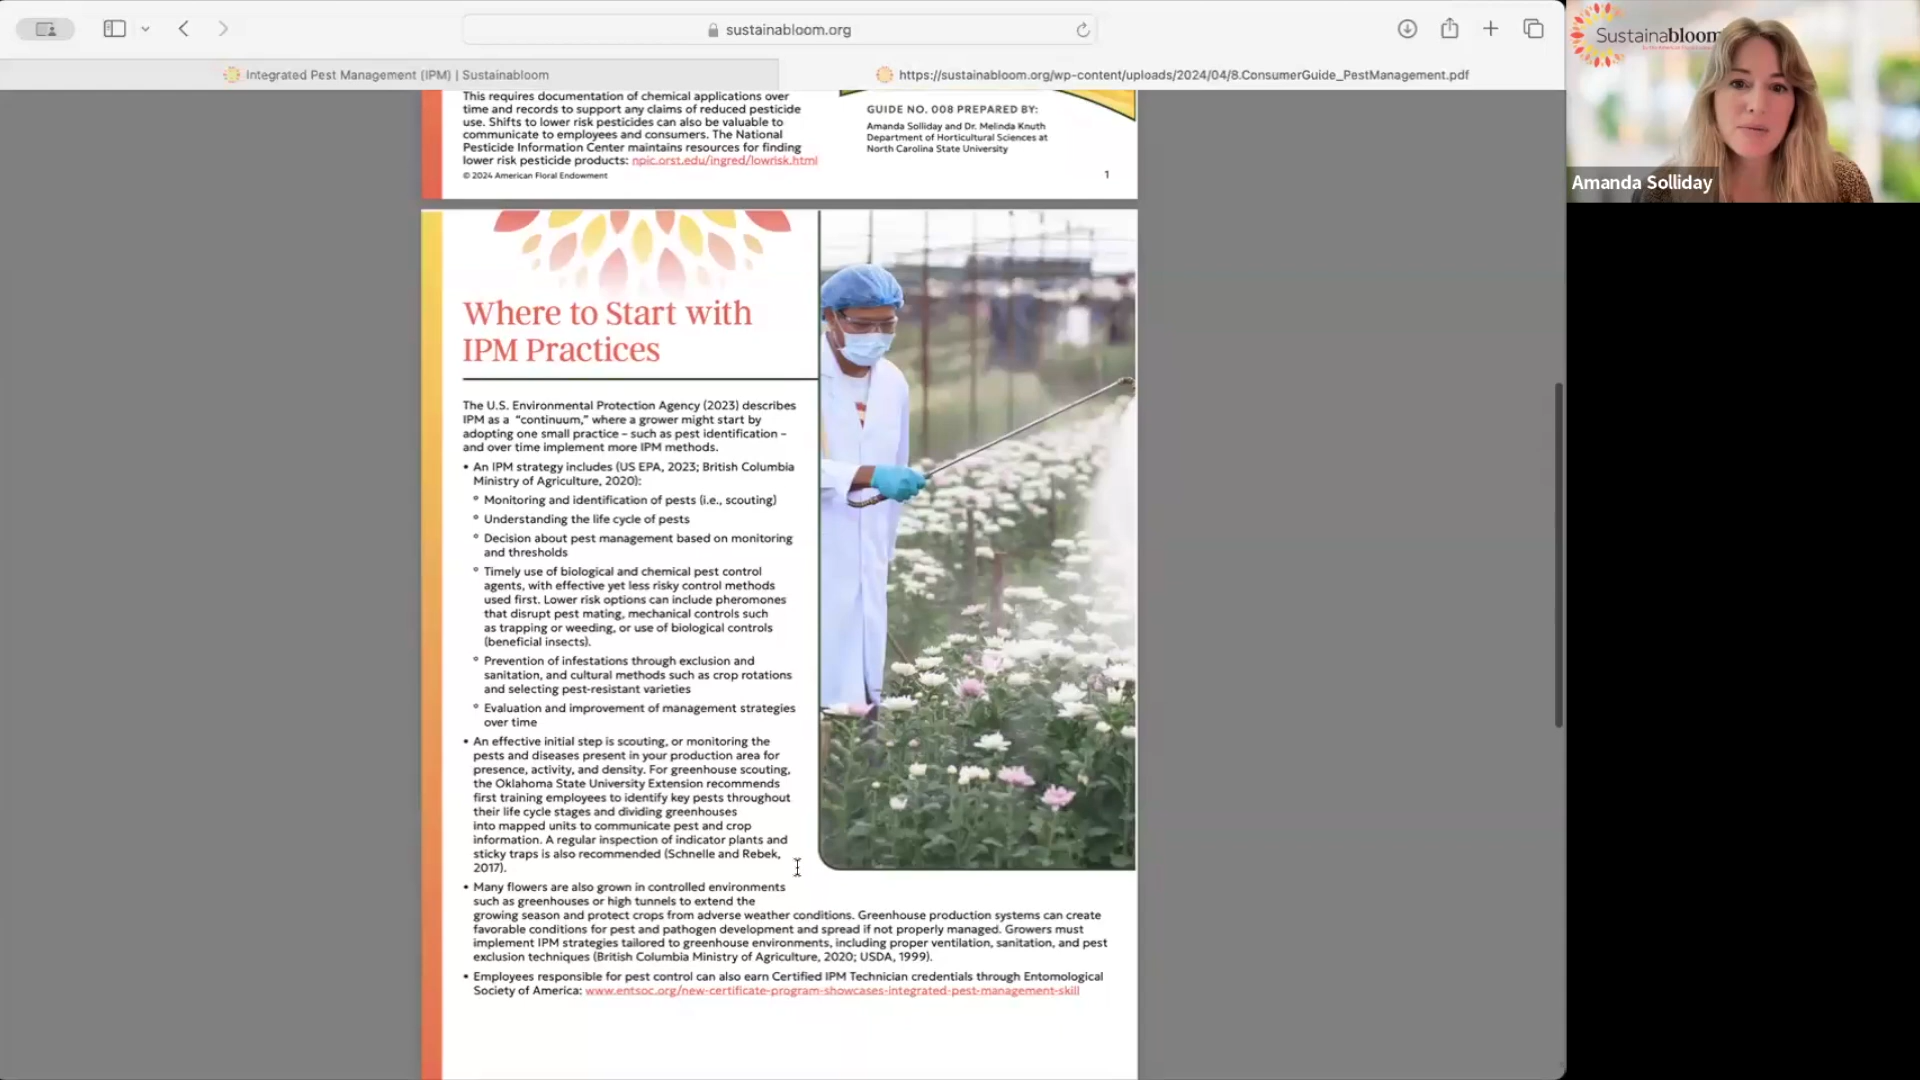 sustainabloom.org
Integrated Pest Management (IPM) | Sustainabloom
https://sustainabloom.org/wp-content/uploads/2024/04/8.ConsumerGuide_PestManagement.pdf
Sustainabloom
Amanda Solliday
This requires documentation of chemical applications over
time and records to support any claims of reduced pesticide
use. Shifts to lower risk pesticides can also be valuable to
communicate to employees and consumers. The National
Pesticide Information Center maintains resources for finding
lower risk pesticide products: npic.orst.edu/ingred/lowrisk.html
© 2024 American Floral Endowment
GUIDE NO. 008 PREPARED BY:
Amanda Solliday and Dr. Melinda Knuth
Department of Horticultural Sciences at
North Carolina State University
1
Where to Start with
IPM Practices
The U.S. Environmental Protection Agency (2023) describes
IPM as a “continuum,” where a grower might start by
adopting one small practice – such as pest identification –
and over time implement more IPM methods.
• An IPM strategy includes (US EPA, 2023; British Columbia
Ministry of Agriculture, 2020):
° Monitoring and identification of pests (i.e., scouting)
° Understanding the life cycle of pests
° Decision about pest management based on monitoring
and thresholds
° Timely use of biological and chemical pest control
agents, with effective yet less risky control methods
used first. Lower risk options can include pheromones
that disrupt pest mating, mechanical controls such
as trapping or weeding, or use of biological controls
(beneficial insects).
° Prevention of infestations through exclusion and
sanitation, and cultural methods such as crop rotations
and selecting pest-resistant varieties
° Evaluation and improvement of management strategies
over time
• An effective initial step is scouting, or monitoring the
pests and diseases present in your production area for
presence, activity, and density. For greenhouse scouting,
the Oklahoma State University Extension recommends
first training employees to identify key pests throughout
their life cycle stages and dividing greenhouses
into mapped units to communicate pest and crop
information. A regular inspection of indicator plants and
sticky traps is also recommended (Schnelle and Rebek,
2017).
• Many flowers are also grown in controlled environments
such as greenhouses or high tunnels to extend the
growing season and protect crops from adverse weather conditions. Greenhouse production systems can create
favorable conditions for pest and pathogen development and spread if not properly managed. Growers must
implement IPM strategies tailored to greenhouse environments, including proper ventilation, sanitation, and pest
exclusion techniques (British Columbia Ministry of Agriculture, 2020; USDA, 1999).
• Employees responsible for pest control can also earn Certified IPM Technician credentials through Entomological
Society of America: www.entsoc.org/new-certificate-program-showcases-integrated-pest-management-skill